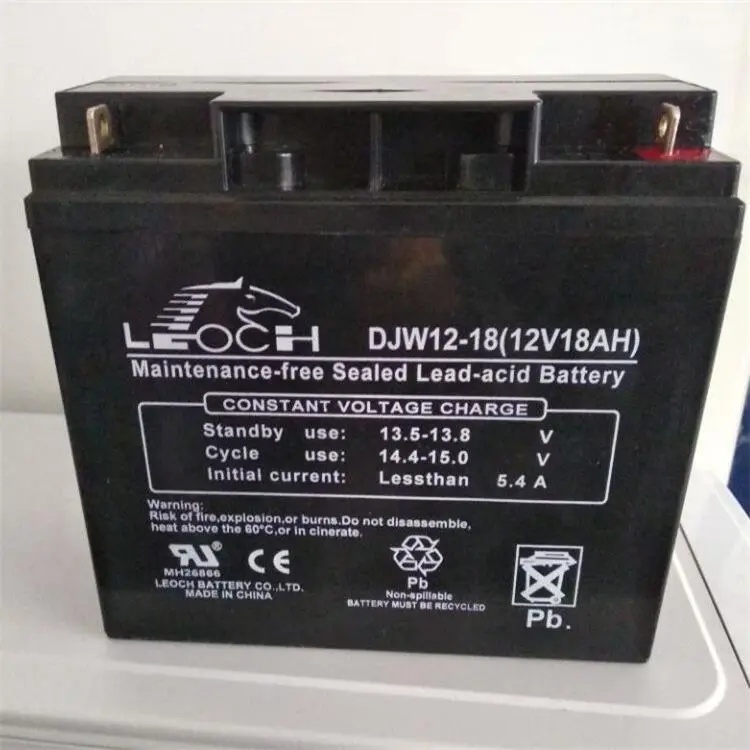 LEOCH DJW12-18(12V18AH)
Maintenance-free Sealed Lead-acid Battery
CONSTANT VOLTAGE CHARGE
Standby use: 13.5-13.8 V
Cycle use: 14.4-15.0 V
Initial current: Lessthan 5.4 A
Warning:
Risk of fire,explosion,or burns.Do not disassemble,
heat above the 60°C,or in cinerate.
RU CE
MH26866
LEOCH BATTERY CO.,LTD.
MADE IN CHINA
Pb
Non-spillable
BATTERY MUST BE RECYCLED
Pb.